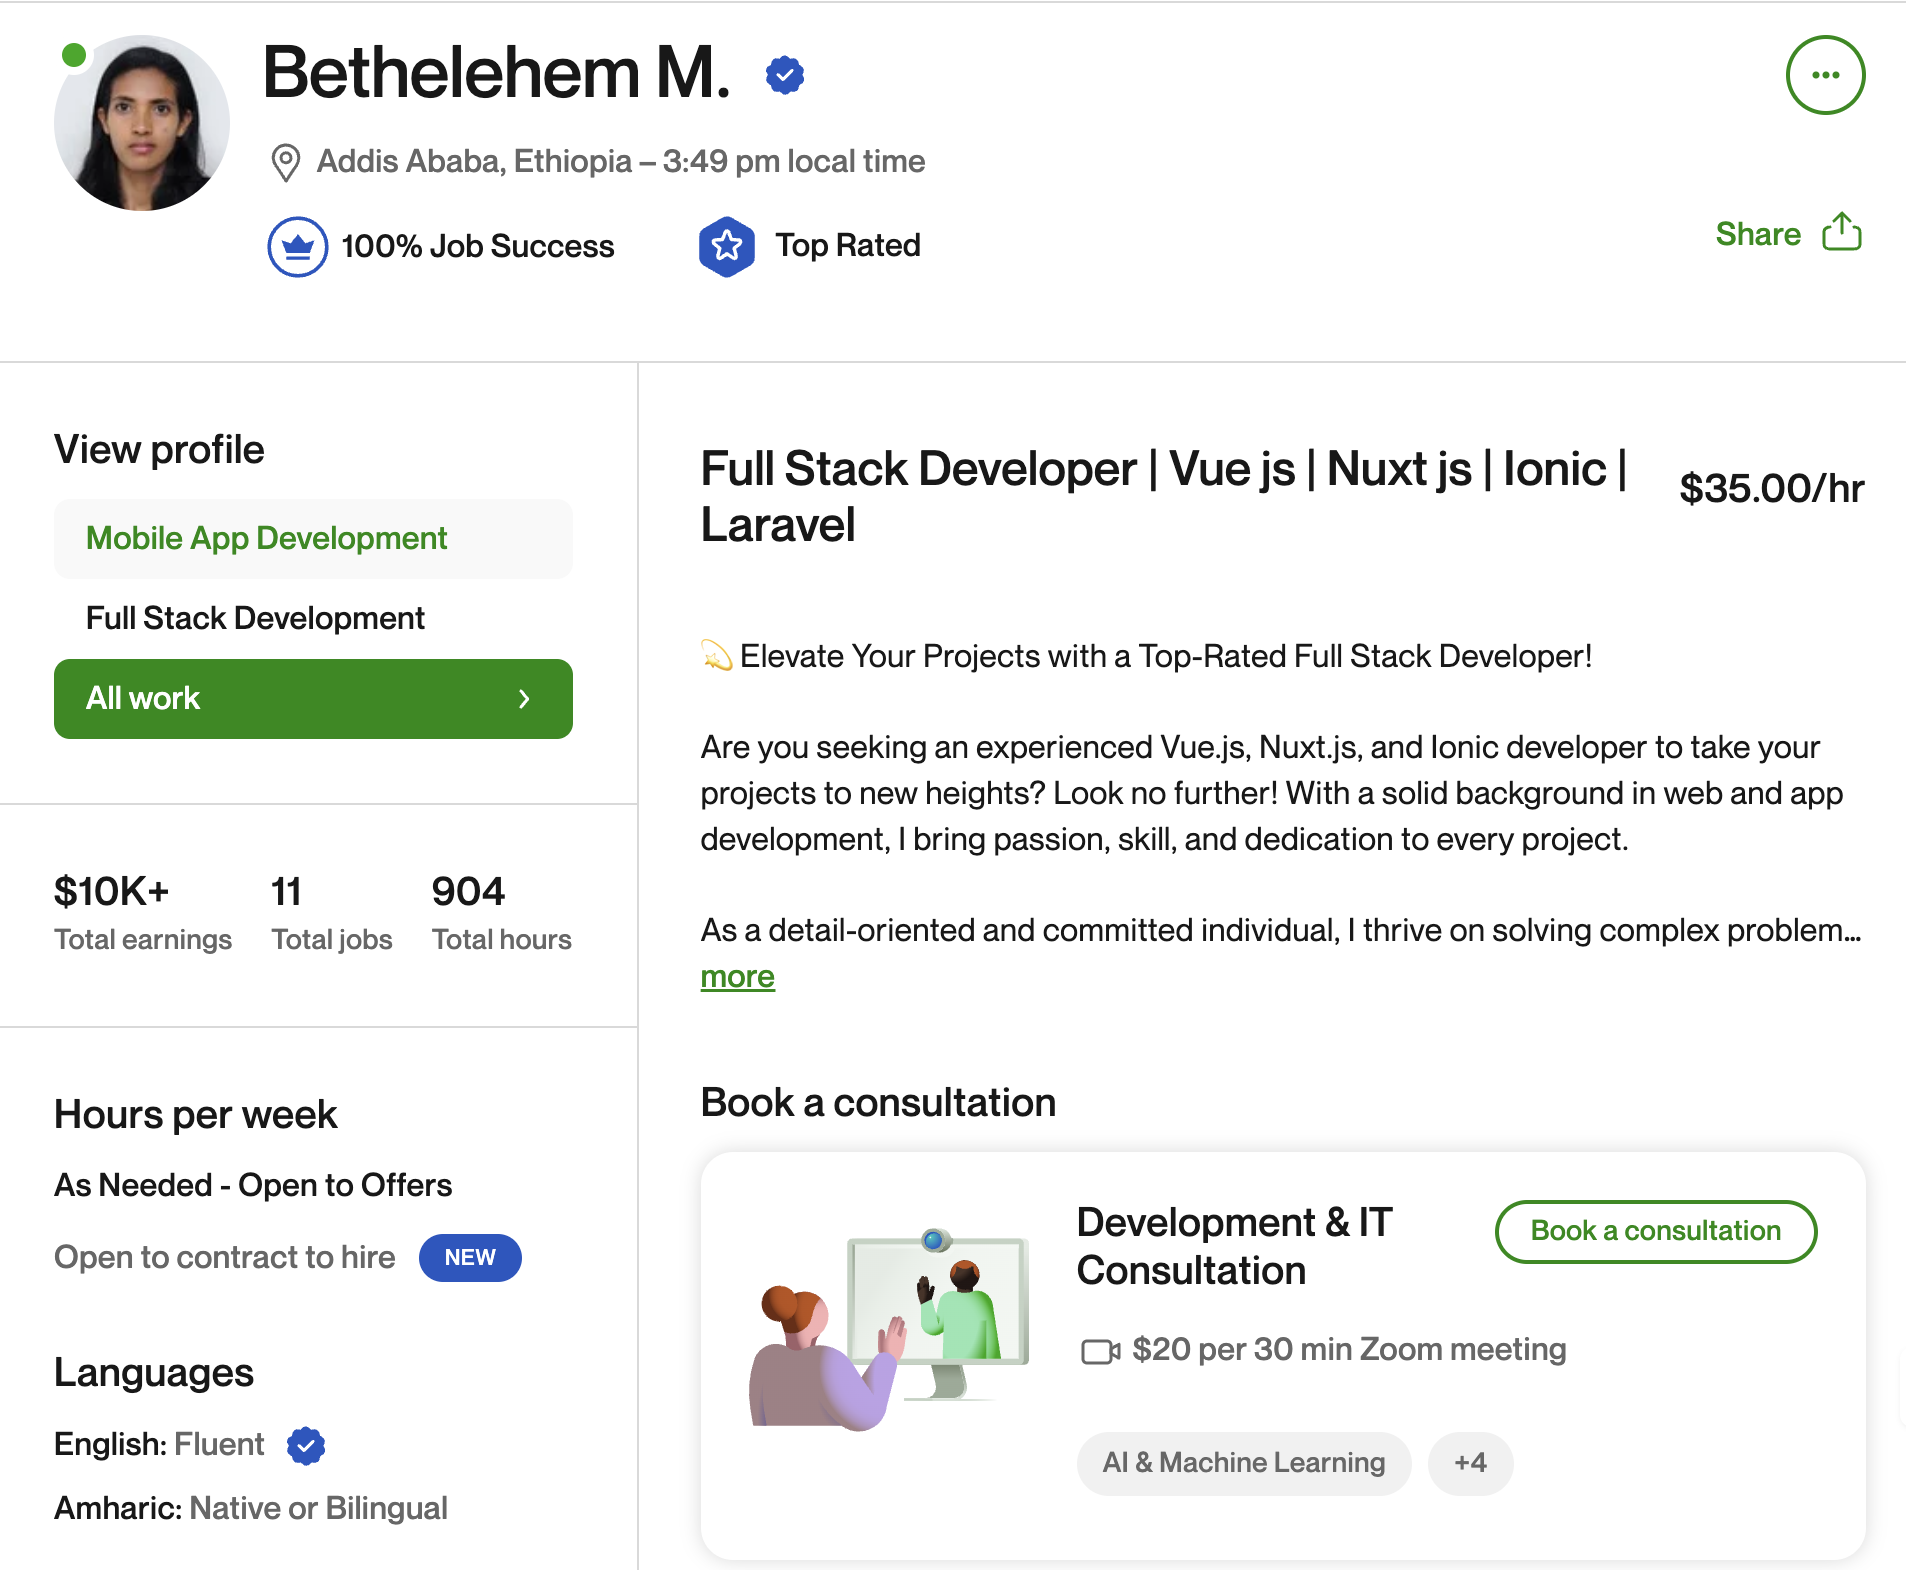 Bethelehem M.
Addis Ababa, Ethiopia – 3:49 pm local time
100% Job Success
Top Rated
Share
View profile
Mobile App Development
Full Stack Development
All work
$10K+
Total earnings
11
Total jobs
904
Total hours
Hours per week
As Needed - Open to Offers
Open to contract to hire
NEW
Languages
English: Fluent
Amharic: Native or Bilingual
Full Stack Developer | Vue js | Nuxt js | Ionic |
Laravel
$35.00/hr
💫 Elevate Your Projects with a Top-Rated Full Stack Developer!
Are you seeking an experienced Vue.js, Nuxt.js, and Ionic developer to take your
projects to new heights? Look no further! With a solid background in web and app
development, I bring passion, skill, and dedication to every project.
As a detail-oriented and committed individual, I thrive on solving complex problem...
more
Book a consultation
Development & IT
Consultation
Book a consultation
$20 per 30 min Zoom meeting
AI & Machine Learning
+4